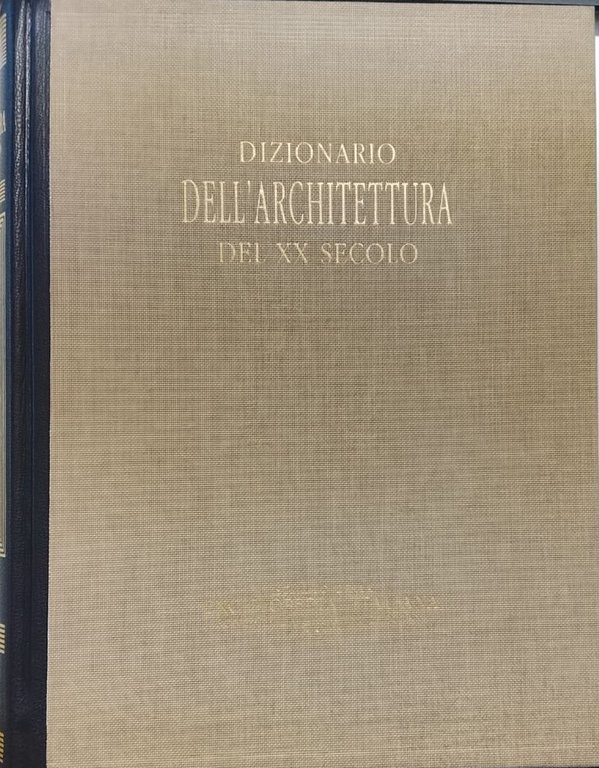 DIZIONARIO
DELL'ARCHITETTURA
DEL XX SECOLO